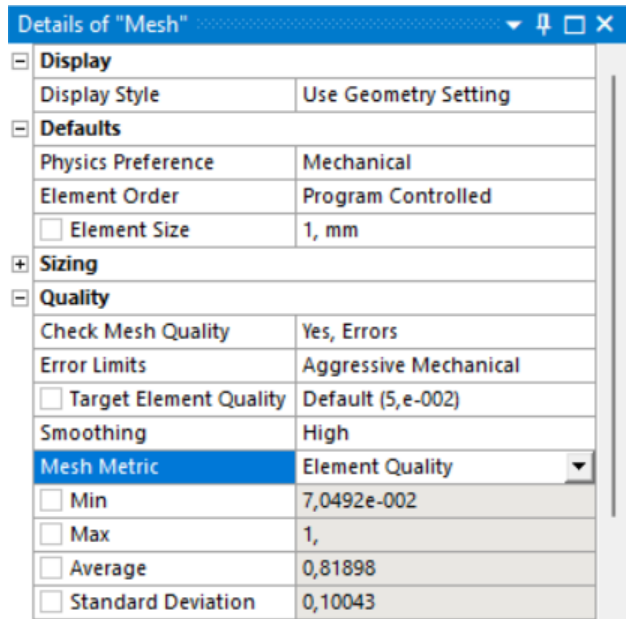 Details of "Mesh"
Display
Display Style Use Geometry Setting
Defaults
Physics Preference Mechanical
Element Order Program Controlled
Element Size 1, mm
Sizing
Quality
Check Mesh Quality Yes, Errors
Error Limits Aggressive Mechanical
Target Element Quality Default (5,e-002)
Smoothing High
Mesh Metric Element Quality
Min 7,0492e-002
Max 1,
Average 0,81898
Standard Deviation 0,10043